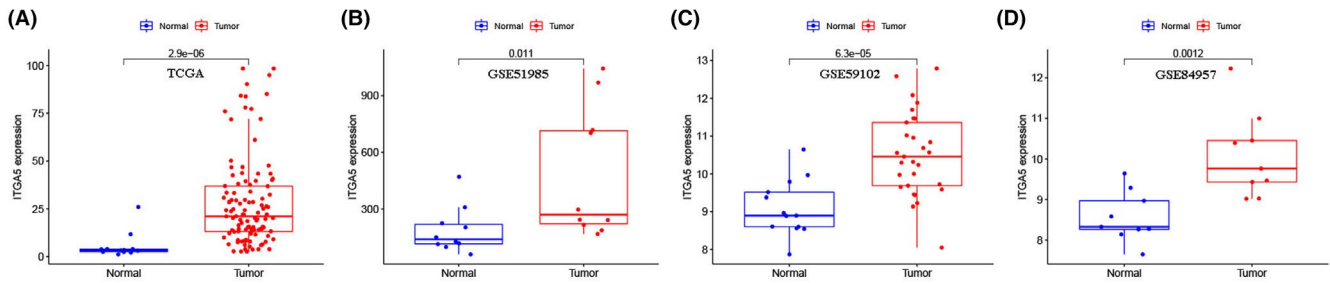 (A)
Normal Tumor
2.9e-06
TCGA
ITGA5 expression
100
75
50
25
0
Normal Tumor
(B)
Normal Tumor
0.011
GSE51985
ITGA5 expression
900
600
300
Normal Tumor
(C)
Normal Tumor
6.3e-05
GSE59102
ITGA5 expression
13
12
11
10
9
8
Normal Tumor
(D)
Normal Tumor
0.0012
GSE84957
ITGA5 expression
12
11
10
9
8
Normal Tumor